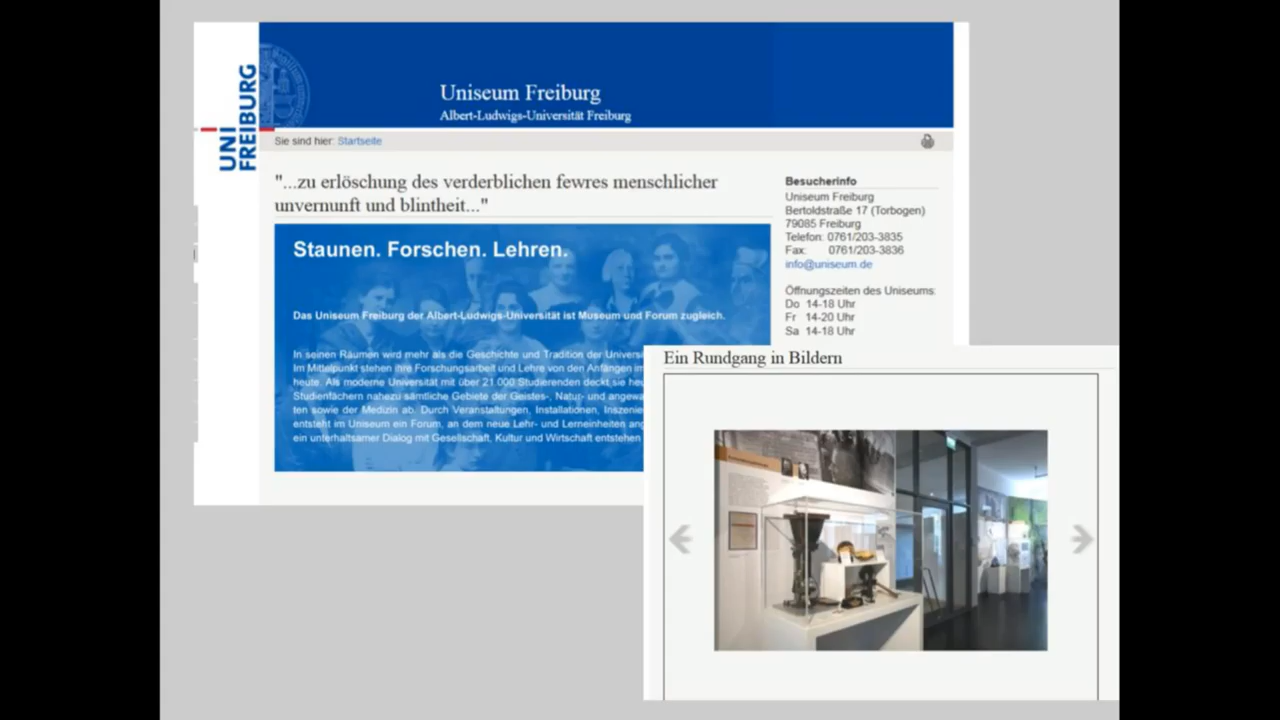 UNI
FREIBURG
Uniseum Freiburg
Albert-Ludwigs-Universität Freiburg
Sie sind hier: Startseite
"...zu erlöschung des verderblichen fewres menschlicher
unvernunft und blintheit..."
Staunen. Forschen. Lehren.
Das Uniseum Freiburg der Albert-Ludwigs-Universität ist Museum und Forum zugleich.
In seinen Räumen wird mehr als die Geschichte und Tradition der Universi
Im Mittelpunkt stehen ihre Forschungsarbeit und Lehre von den Anfängen im
heute. Als moderne Universität mit über 21 000 Studierenden deckt sie heu
Studienfächern nahezu sämtliche Gebiete der Geistes-, Natur- und angewa
ten sowie der Medizin ab. Durch Veranstaltungen, Installationen, Inszenie
entsteht im Uniseum ein Forum, an dem neue Lehr- und Lerneinheiten ang
ein unterhaltsamer Dialog mit Gesellschaft, Kultur und Wirtschaft entstehen
Besucherinfo
Uniseum Freiburg
Bertoldstraße 17 (Torbogen)
79085 Freiburg
Telefon: 0761/203-3835
Fax: 0761/203-3836
info@uniseum.de
Öffnungszeiten des Uniseums:
Do 14-18 Uhr
Fr 14-20 Uhr
Sa 14-18 Uhr
Ein Rundgang in Bildern